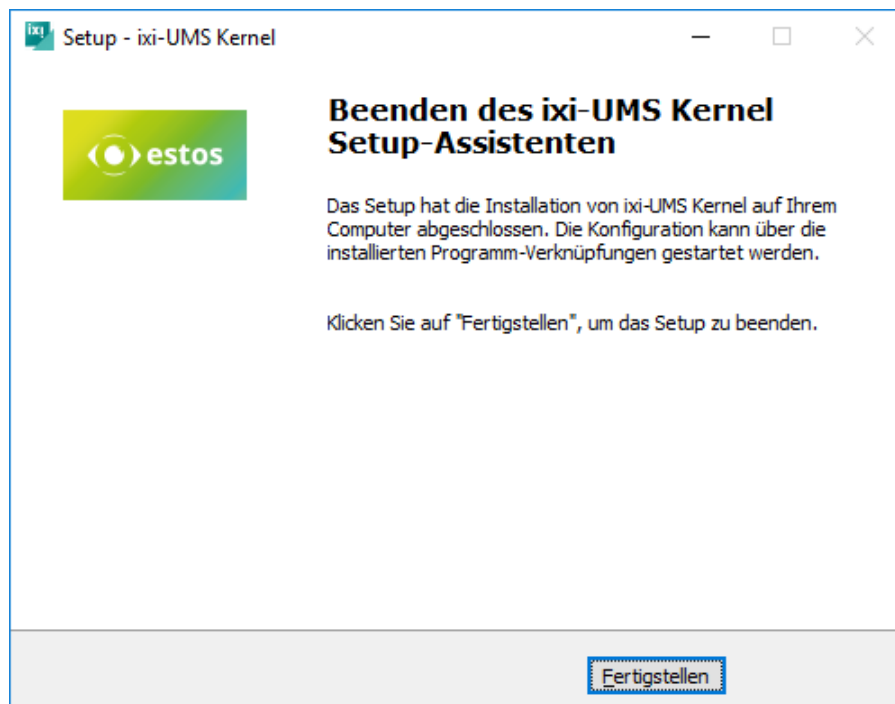 ixi
Setup - ixi-UMS Kernel
estos
Beenden des ixi-UMS Kernel
Setup-Assistenten
Das Setup hat die Installation von ixi-UMS Kernel auf Ihrem
Computer abgeschlossen. Die Konfiguration kann über die
installierten Programm-Verknüpfungen gestartet werden.
Klicken Sie auf "Fertigstellen", um das Setup zu beenden.
Fertigstellen